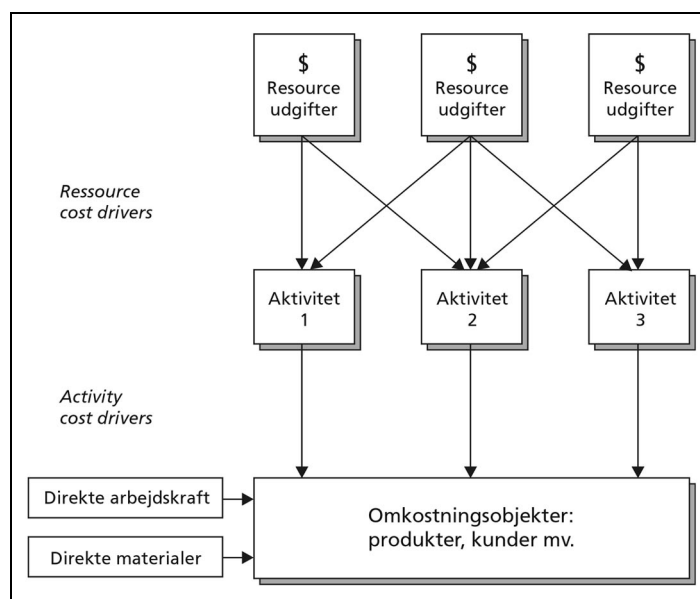 $
Resource
udgifter
$
Resource
udgifter
$
Resource
udgifter
Ressource
cost drivers
Aktivitet
1
Aktivitet
2
Aktivitet
3
Activity
cost drivers
Direkte arbejdskraft
Direkte materialer
Omkostningsobjekter:
produkter, kunder mv.